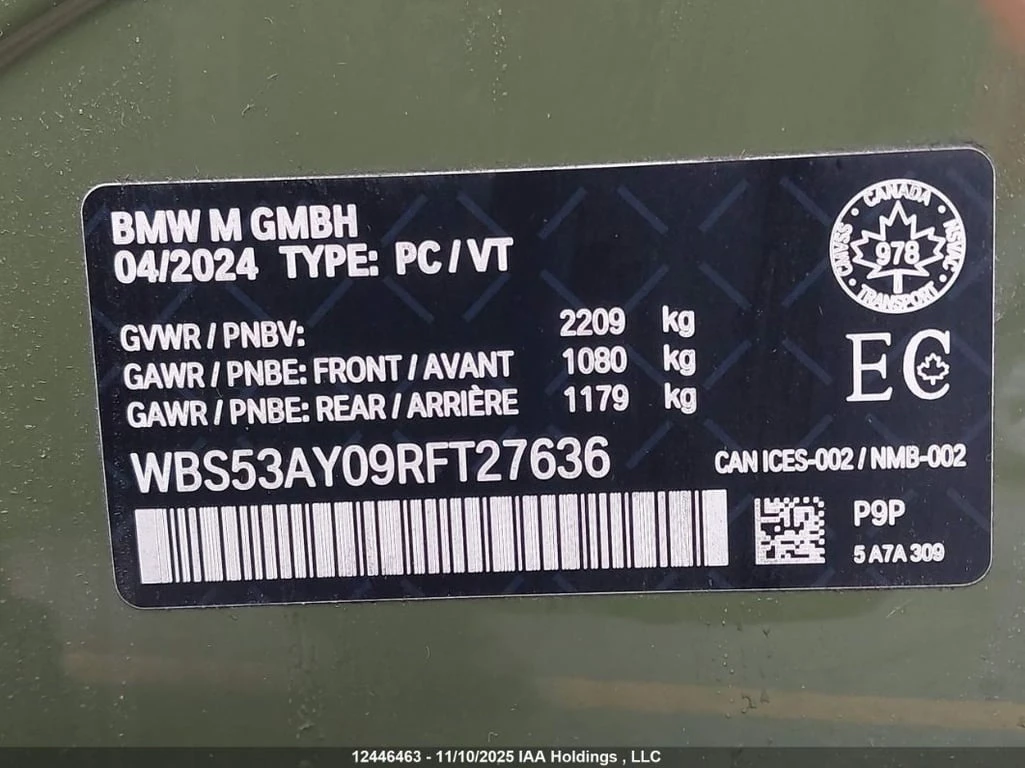 BMW M GMBH
04/2024 TYPE: PC / VT
GVWR / PNBV: 2209 kg
GAWR / PNBE: FRONT / AVANT 1080 kg
GAWR / PNBE: REAR / ARRIÈRE 1179 kg
WBS53AY09RFT27636
CANADA
NSVAC
978
CMVSS
TRANSPORT
EC
CAN ICES-002 / NMB-002
P9P
5 A7A 309
12446463 - 11/10/2025 IAA Holdings , LLC